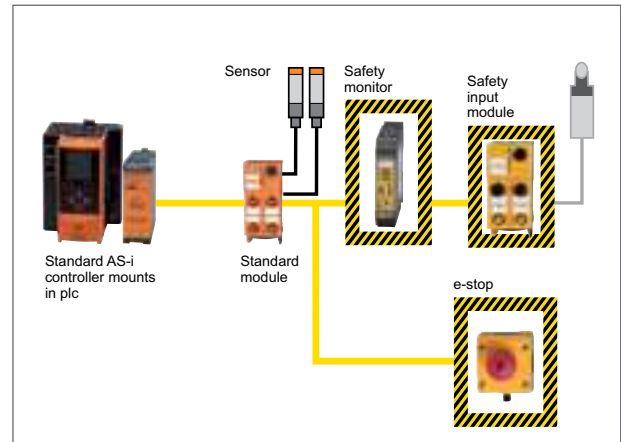 Sensor
Safety
monitor
Safety
input
module
Standard AS-i
controller mounts
in plc
Standard
module
e-stop